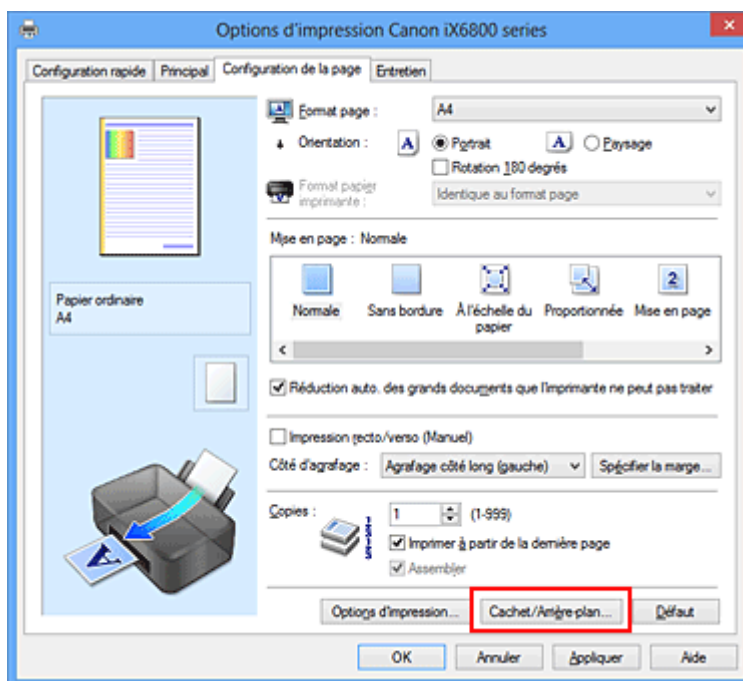 Options d'impression Canon iX6800 series
Configuration rapide Principal Configuration de la page Entretien
Format page : A4
Orientation : A Portrait A Paysage
Rotation 180 degrés
Format papier imprimante : Identique au format page
Mise en page : Normale
Normale Sans bordure À l'échelle du papier Proportionnée Mise en page
2
Papier ordinaire
A4
Réduction auto. des grands documents que l'imprimante ne peut pas traiter
Impression recto/verso (Manuel)
Côté d'agrafage : Agrafage côté long (gauche) Spécifier la marge...
Copies : 1 (1-999)
Imprimer à partir de la dernière page
Assembler
A
Options d'impression... Cachet/Arrière-plan... Défaut
OK Annuler Appliquer Aide